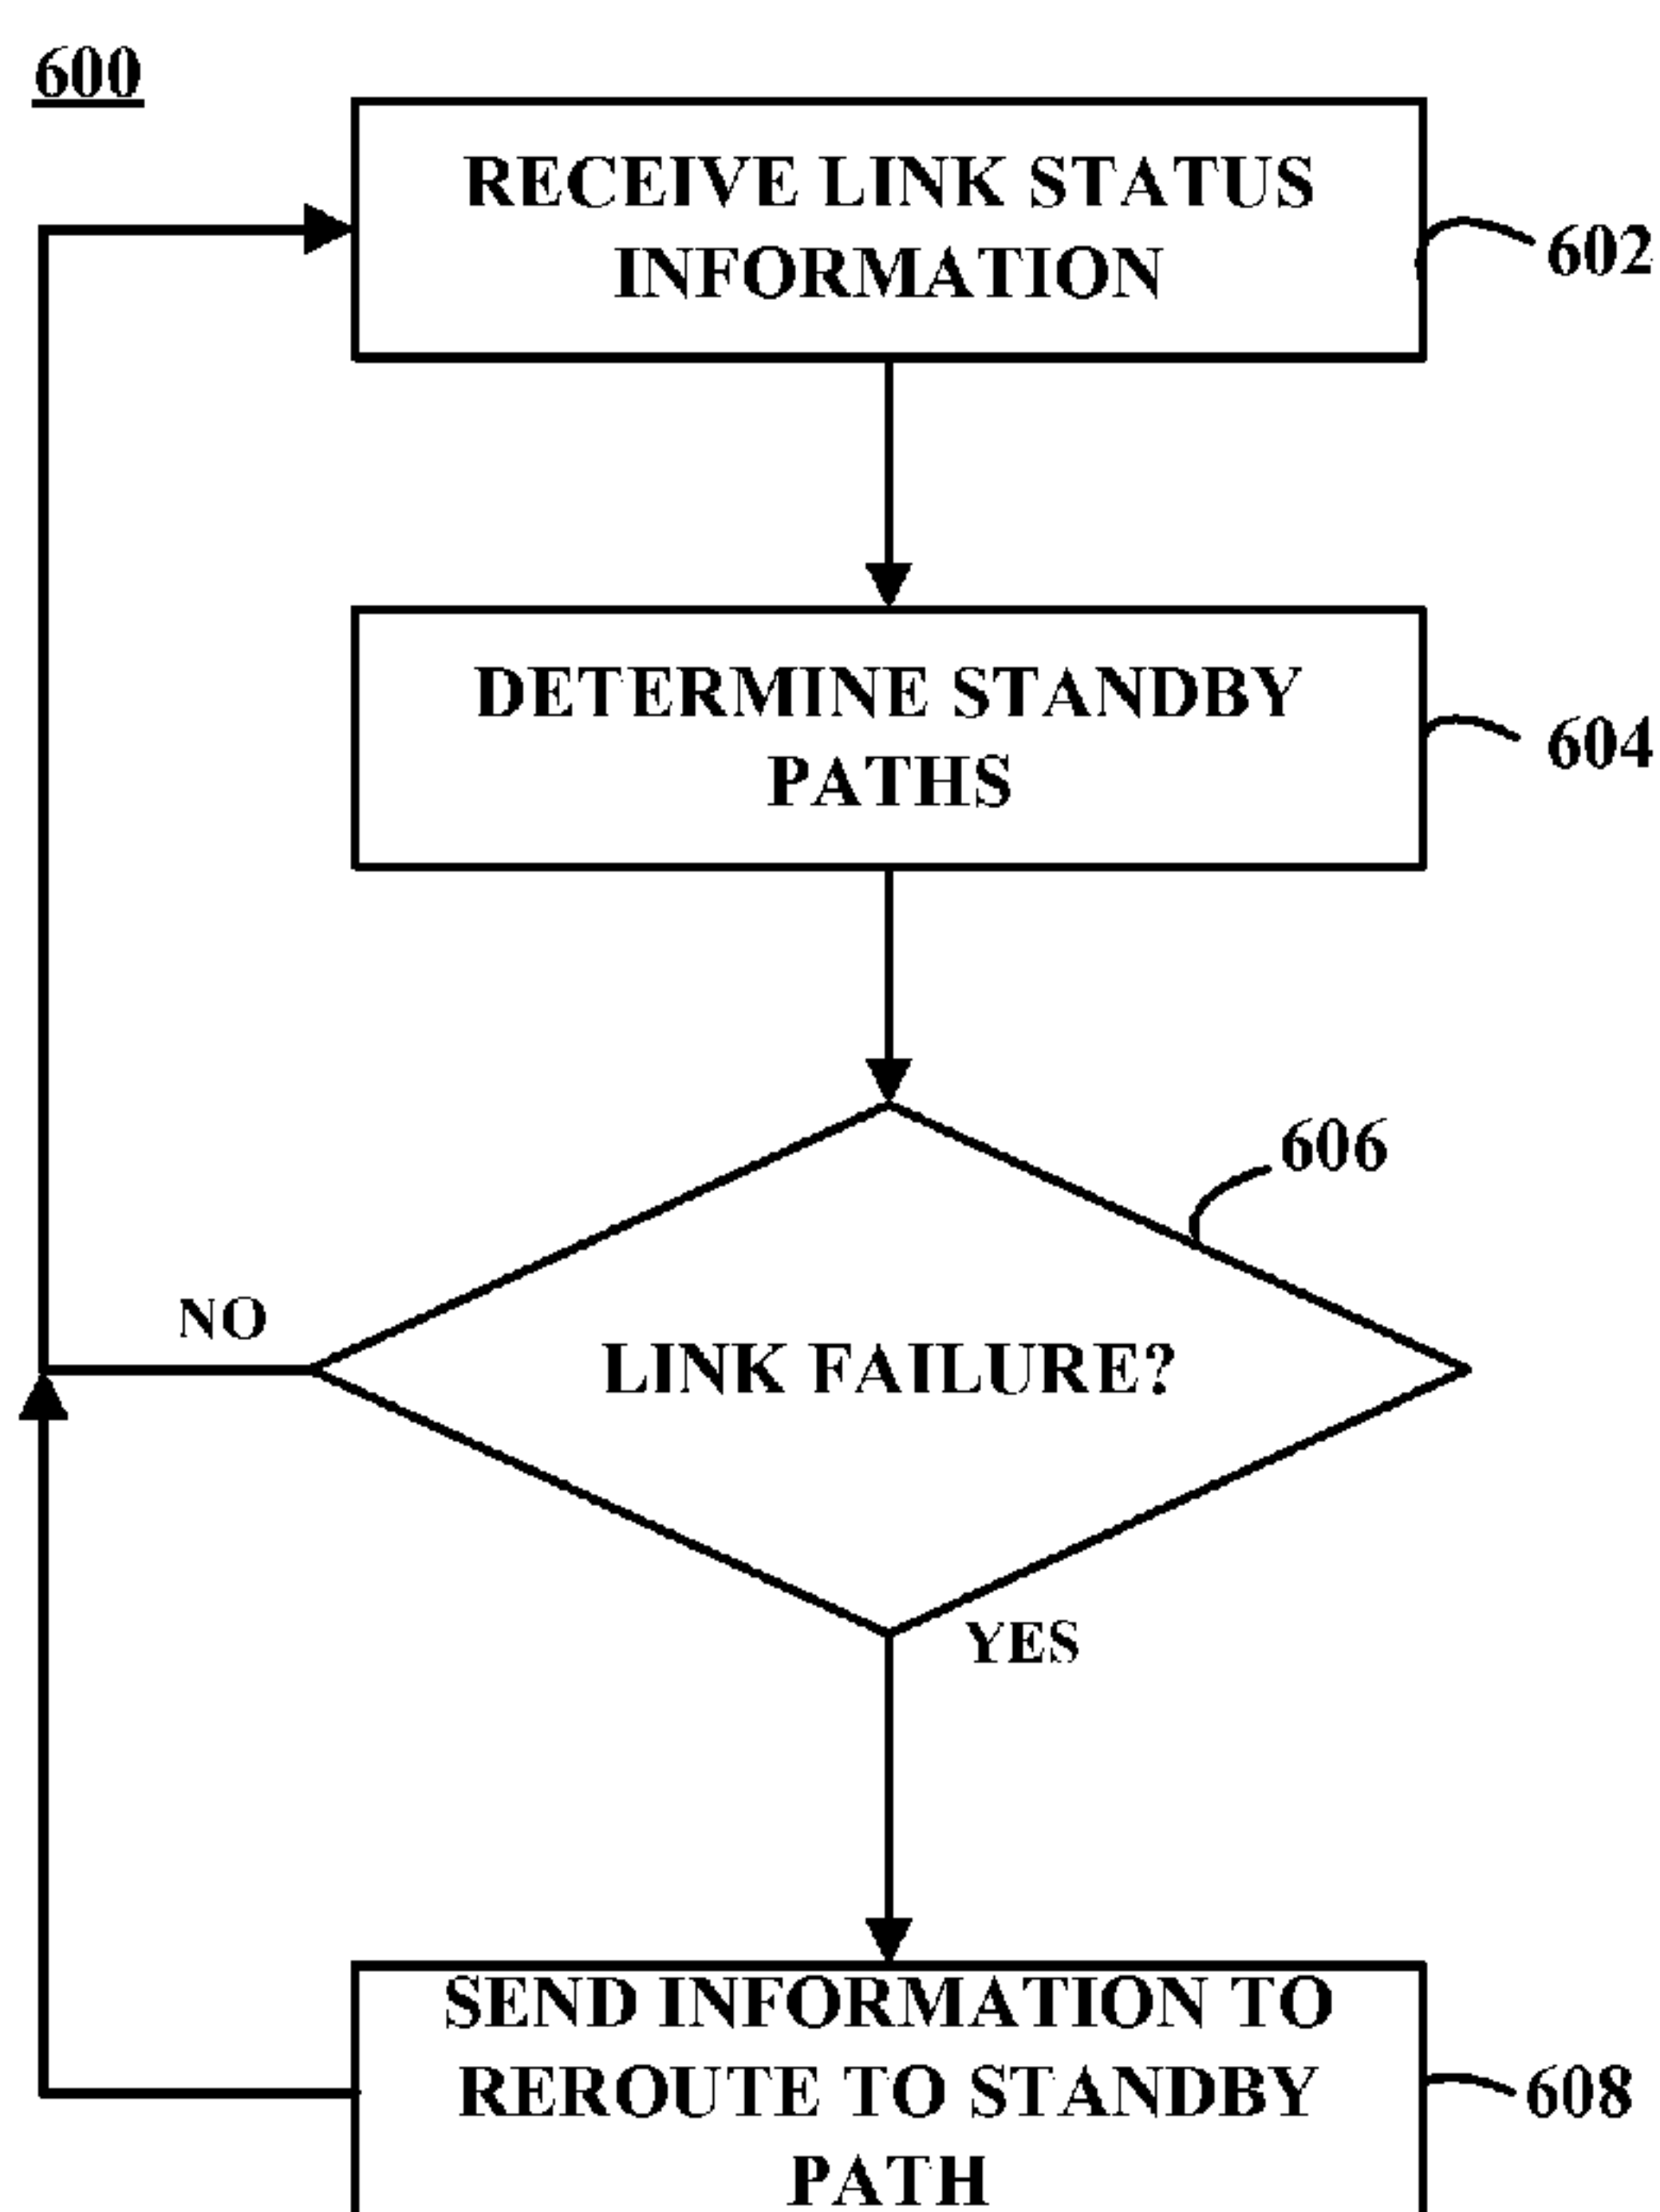 600
RECEIVE LINK STATUS
INFORMATION
602
DETERMINE STANDBY
PATHS
604
606
LINK FAILURE?
NO
YES
SEND INFORMATION TO
REROUTE TO STANDBY
PATH
608